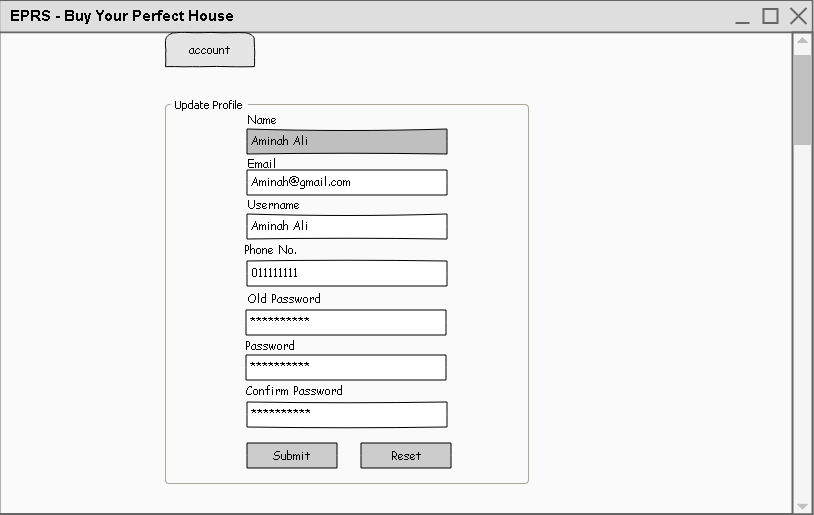 EPRS - Buy Your Perfect House
account
Update Profile
Name
Aminah Ali
Email
Aminah@gmail.com
Username
Aminah Ali
Phone No.
011111111
Old Password
**********
Password
**********
Confirm Password
**********
Submit Reset